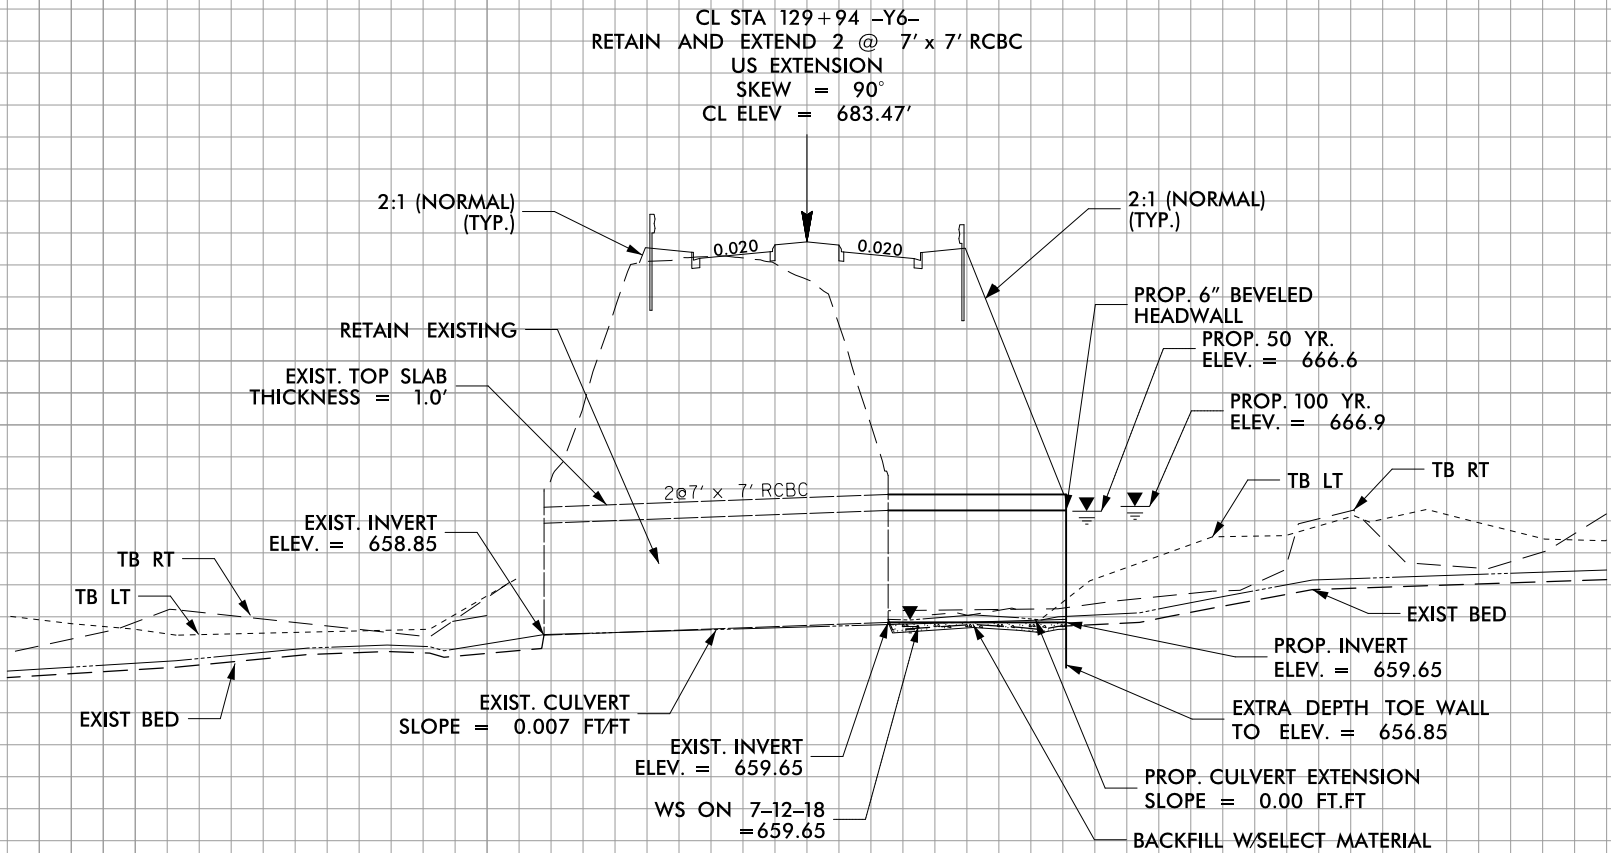 CL STA 129+94 -Y6-
RETAIN AND EXTEND 2 @ 7' x 7' RCBC
US EXTENSION
SKEW = 90°
CL ELEV = 683.47'
2:1 (NORMAL)
(TYP.)
2:1 (NORMAL)
(TYP.)
0.020
0.020
PROP. 6" BEVELED
HEADWALL
RETAIN EXISTING
PROP. 50 YR.
ELEV. = 666.6
EXIST. TOP SLAB
THICKNESS = 1.0'
PROP. 100 YR.
ELEV. = 666.9
2@7' x 7' RCBC
TB LT
TB RT
EXIST. INVERT
ELEV. = 658.85
TB RT
TB LT
EXIST BED
PROP. INVERT
ELEV. = 659.65
EXIST BED
EXIST. CULVERT
SLOPE = 0.007 FT/FT
EXTRA DEPTH TOE WALL
TO ELEV. = 656.85
EXIST. INVERT
ELEV. = 659.65
PROP. CULVERT EXTENSION
SLOPE = 0.00 FT.FT
WS ON 7-12-18
=659.65
BACKFILL W/SELECT MATERIAL